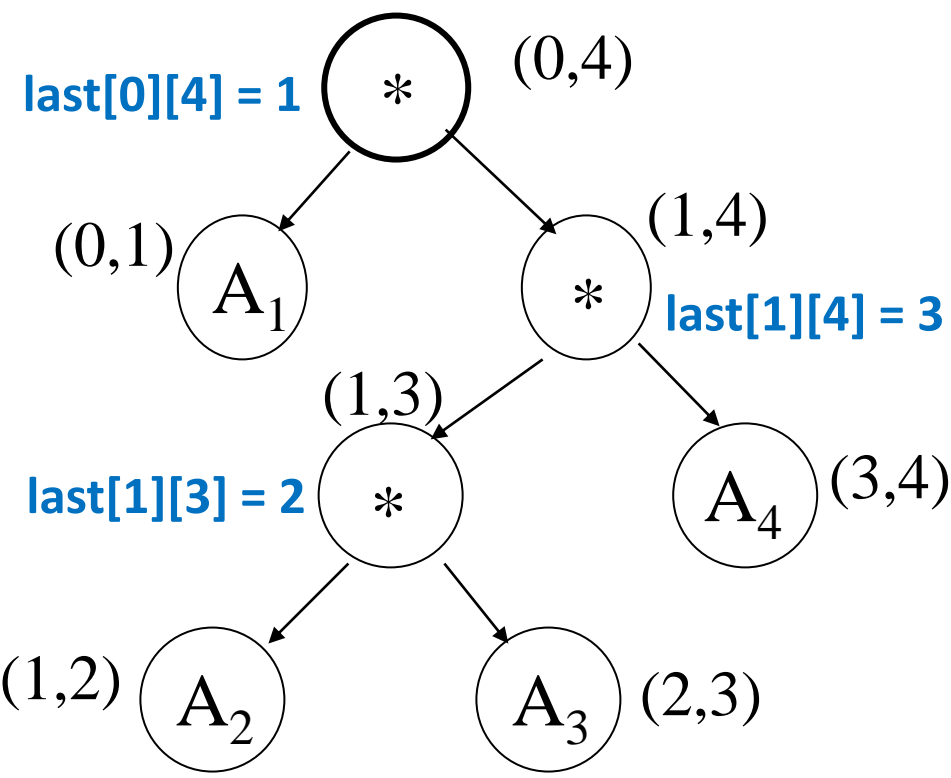 (0,4)
last[0][4] = 1
*
(0,1)
A₁
(1,4)
*
last[1][4] = 3
(1,3)
last[1][3] = 2
*
A₄
(3,4)
(1,2)
A₂
A₃
(2,3)